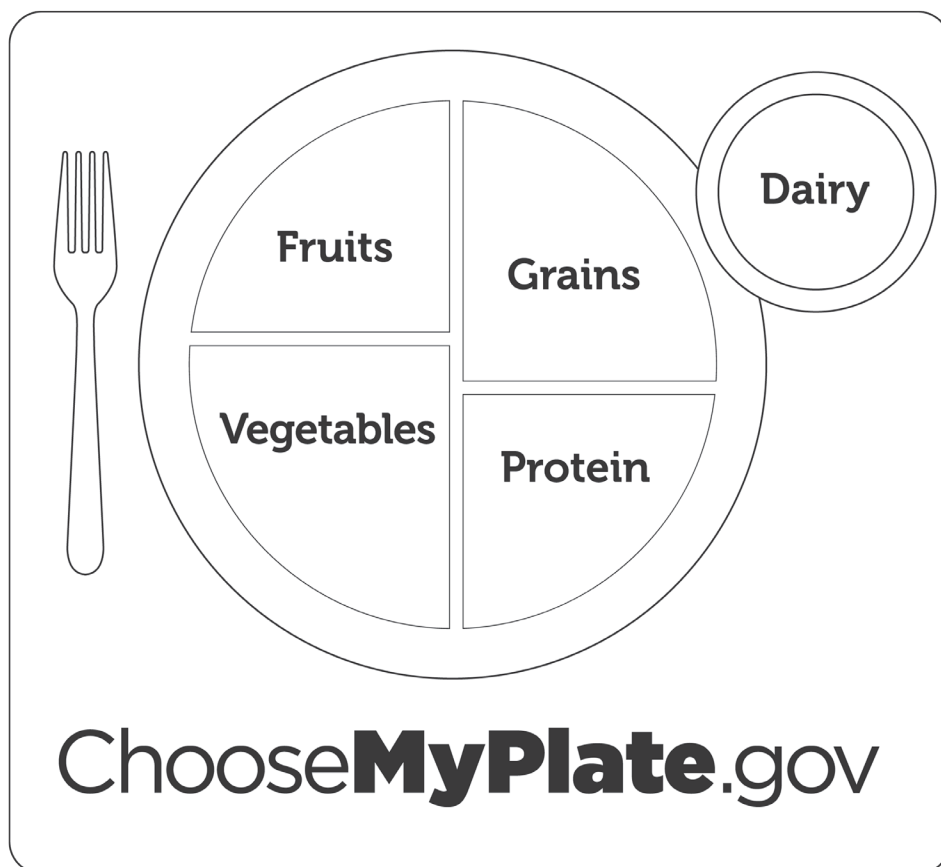 Dairy
Fruits
Grains
Vegetables
Protein
ChooseMyPlate.gov